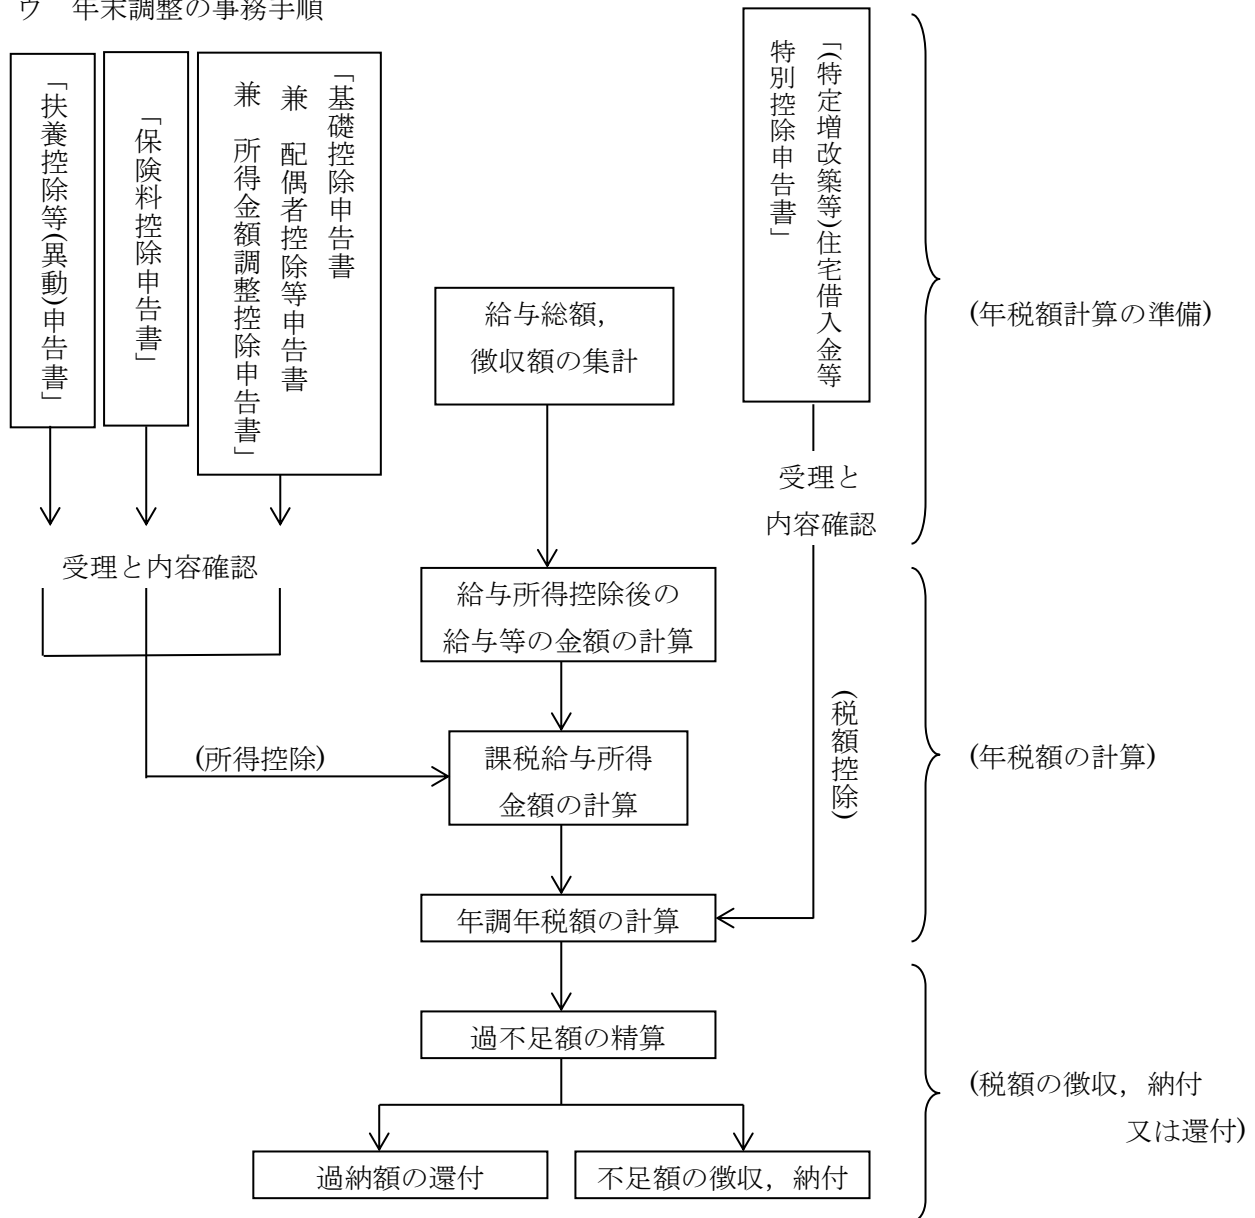 ウ 年末調整の事務手順
「扶養控除等(異動)申告書」
「保険料控除申告書」
「基礎控除申告書
兼 配偶者控除等申告書
兼 所得金額調整控除申告書」
給与総額,
徴収額の集計
「(特定増改築等)住宅借入金等
特別控除申告書」
(年税額計算の準備)
受理と内容確認
受理と
内容確認
給与所得控除後の
給与等の金額の計算
(所得控除)
課税給与所得
金額の計算
(税額控除)
(年税額の計算)
年調年税額の計算
過不足額の精算
(税額の徴収,納付
又は還付)
過納額の還付
不足額の徴収,納付